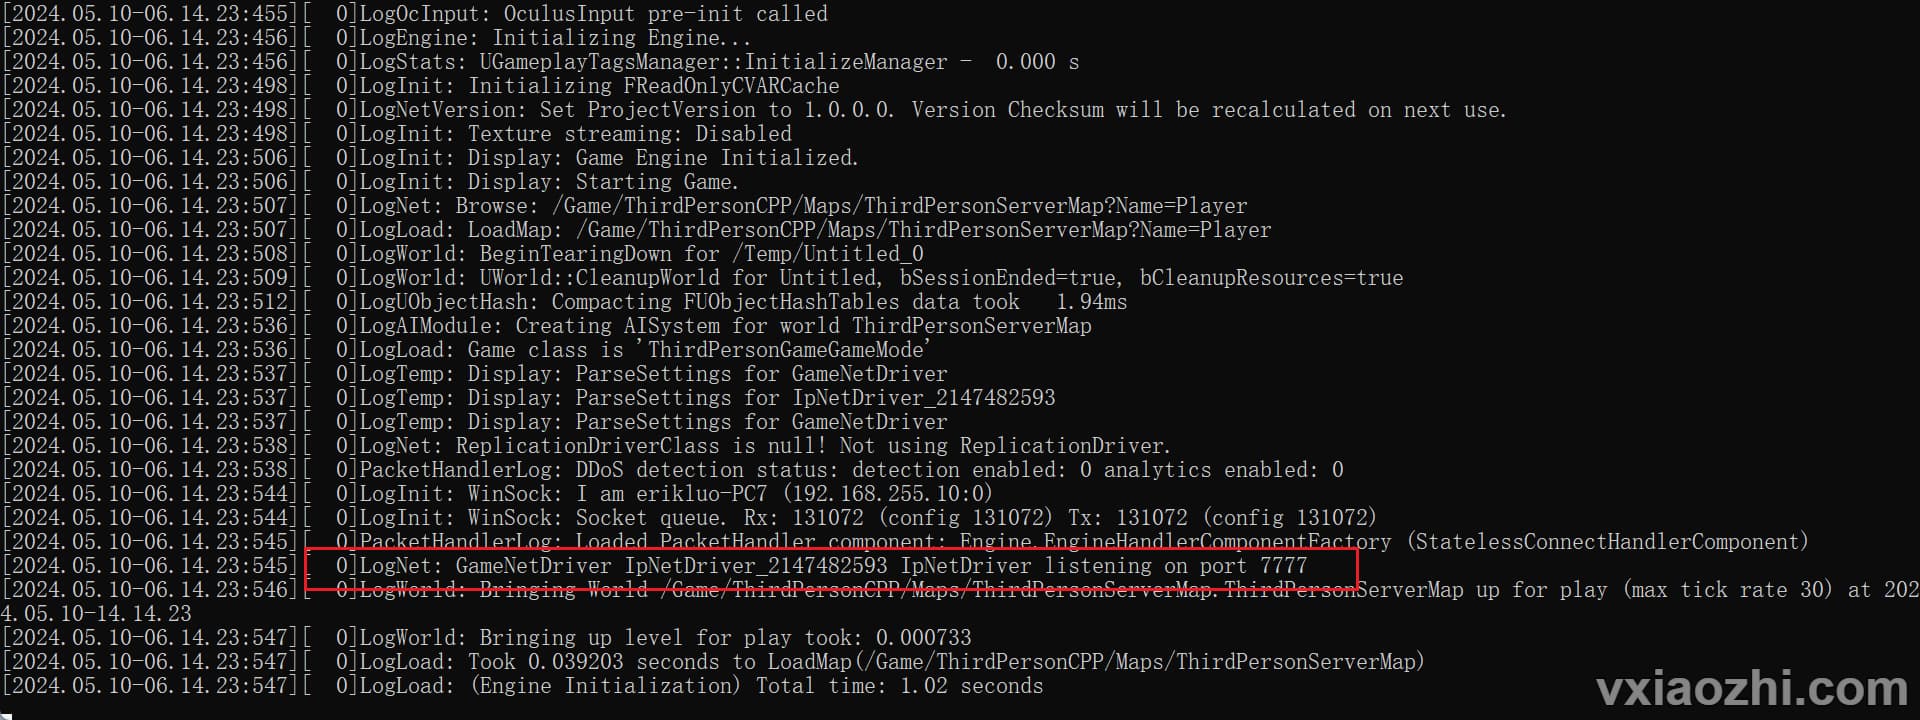 [2024.05.10-06.14.23:455][  0]LogOcInput: OculusInput pre-init called
[2024.05.10-06.14.23:456][  0]LogEngine: Initializing Engine...
[2024.05.10-06.14.23:456][  0]LogStats: UGameplayTagsManager::InitializeManager -  0.000 s
[2024.05.10-06.14.23:498][  0]LogInit: Initializing FReadOnlyCVARCache
[2024.05.10-06.14.23:498][  0]LogNetVersion: Set ProjectVersion to 1.0.0.0. Version Checksum will be recalculated on next use.
[2024.05.10-06.14.23:498][  0]LogInit: Texture streaming: Disabled
[2024.05.10-06.14.23:506][  0]LogInit: Display: Game Engine Initialized.
[2024.05.10-06.14.23:506][  0]LogInit: Display: Starting Game.
[2024.05.10-06.14.23:507][  0]LogNet: Browse: /Game/ThirdPersonCPP/Maps/ThirdPersonServerMap?Name=Player
[2024.05.10-06.14.23:507][  0]LogLoad: LoadMap: /Game/ThirdPersonCPP/Maps/ThirdPersonServerMap?Name=Player
[2024.05.10-06.14.23:508][  0]LogWorld: BeginTearingDown for /Temp/Untitled_0
[2024.05.10-06.14.23:509][  0]LogWorld: UWorld::CleanupWorld for Untitled, bSessionEnded=true, bCleanupResources=true
[2024.05.10-06.14.23:512][  0]LogUObjectHash: Compacting FUObjectHashTables data took   1.94ms
[2024.05.10-06.14.23:536][  0]LogAIModule: Creating AISystem for world ThirdPersonServerMap
[2024.05.10-06.14.23:536][  0]LogLoad: Game class is 'ThirdPersonGameGameMode'
[2024.05.10-06.14.23:537][  0]LogTemp: Display: ParseSettings for GameNetDriver
[2024.05.10-06.14.23:537][  0]LogTemp: Display: ParseSettings for IpNetDriver_2147482593
[2024.05.10-06.14.23:537][  0]LogTemp: Display: ParseSettings for GameNetDriver
[2024.05.10-06.14.23:538][  0]LogNet: ReplicationDriverClass is null! Not using ReplicationDriver.
[2024.05.10-06.14.23:538][  0]PacketHandlerLog: DDoS detection status: detection enabled: 0 analytics enabled: 0
[2024.05.10-06.14.23:544][  0]LogInit: WinSock: I am erikluo-PC7 (192.168.255.10:0)
[2024.05.10-06.14.23:544][  0]LogInit: WinSock: Socket queue. Rx: 131072 (config 131072) Tx: 131072 (config 131072)
[2024.05.10-06.14.23:545][  0]PacketHandlerLog: Loaded PacketHandler component: Engine.EngineHandlerComponentFactory (StatelessConnectHandlerComponent)
[2024.05.10-06.14.23:545][  0]LogNet: GameNetDriver IpNetDriver_2147482593 IpNetDriver listening on port 7777
[2024.05.10-06.14.23:546][  0]LogWorld: Bringing World /Game/ThirdPersonCPP/Maps/ThirdPersonServerMap.ThirdPersonServerMap up for play (max tick rate 30) at 202
4.05.10-14.14.23
[2024.05.10-06.14.23:547][  0]LogWorld: Bringing up level for play took: 0.000733
[2024.05.10-06.14.23:547][  0]LogLoad: Took 0.039203 seconds to LoadMap(/Game/ThirdPersonCPP/Maps/ThirdPersonServerMap)
[2024.05.10-06.14.23:547][  0]LogLoad: (Engine Initialization) Total time: 1.02 seconds
vxiaozhi.com